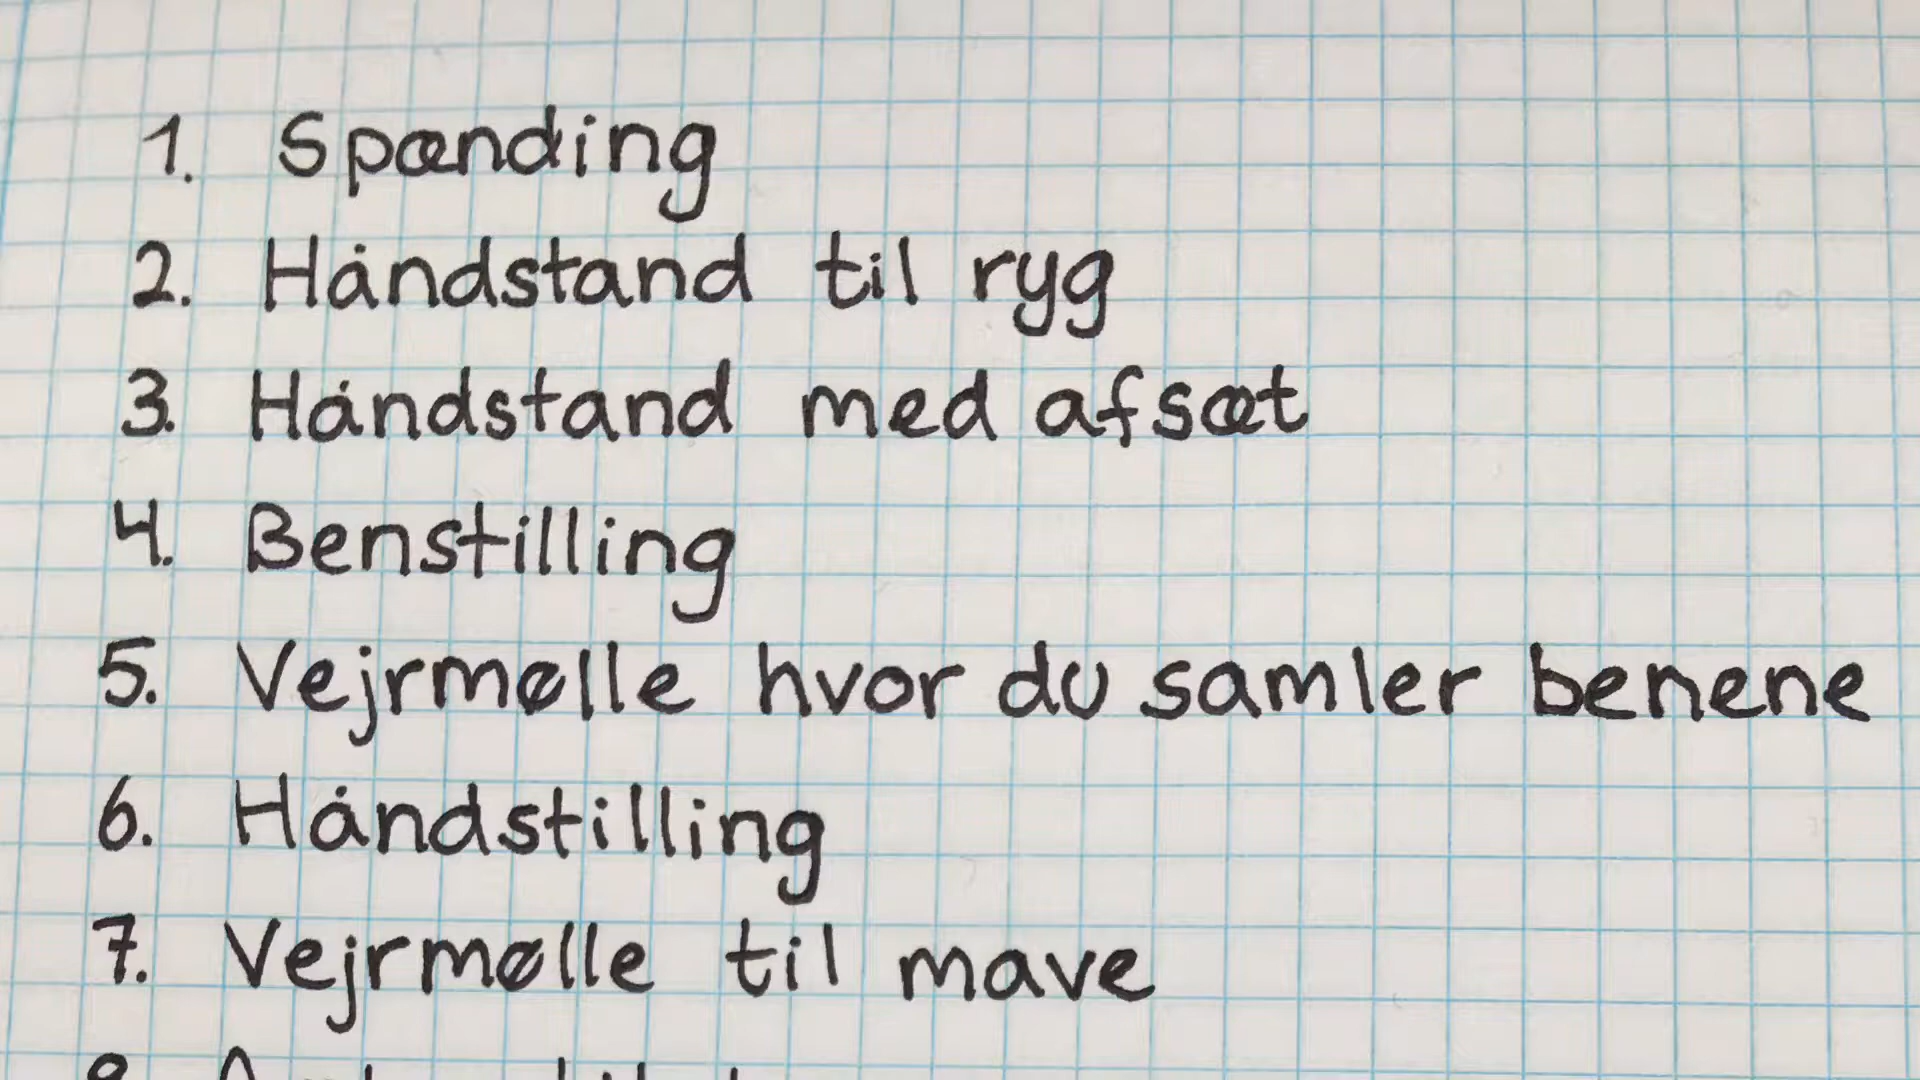 1. Spænding
2. Håndstand til ryg
3. Håndstand med afsæt
4. Benstilling
5. Vejrmølle hvor du samler benene
6. Håndstilling
7. Vejrmølle til mave
8.